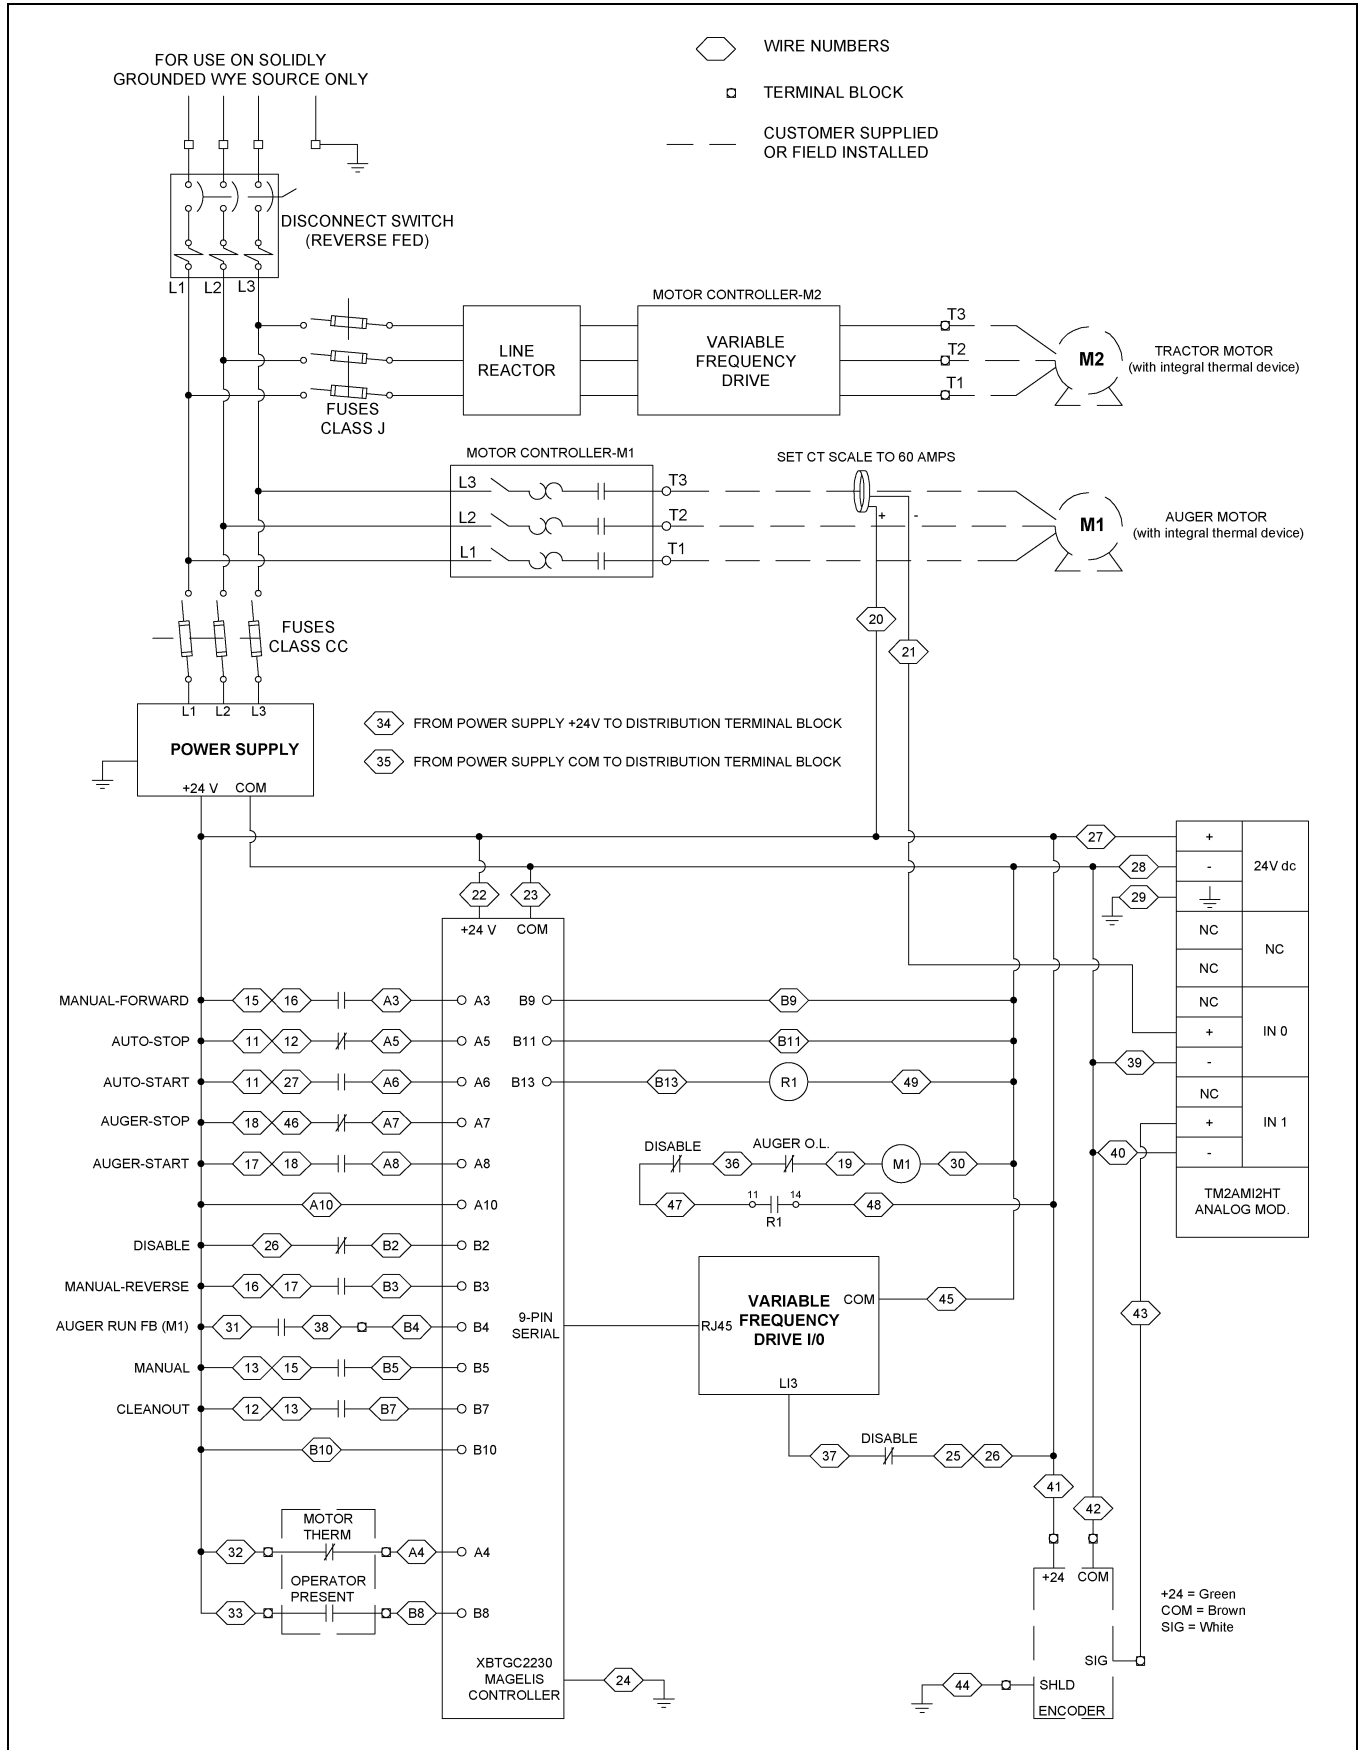 FOR USE ON SOLIDLY
GROUNDED WYE SOURCE ONLY
WIRE NUMBERS
TERMINAL BLOCK
CUSTOMER SUPPLIED
OR FIELD INSTALLED
DISCONNECT SWITCH
(REVERSE FED)
L1 L2 L3
MOTOR CONTROLLER-M2
LINE
REACTOR
VARIABLE
FREQUENCY
DRIVE
T3
T2
T1
M2
TRACTOR MOTOR
(with integral thermal device)
FUSES
CLASS J
MOTOR CONTROLLER-M1
SET CT SCALE TO 60 AMPS
L3 T3
L2 T2
L1 T1
+ -
M1
AUGER MOTOR
(with integral thermal device)
20
21
FUSES
CLASS CC
L1 L2 L3
POWER SUPPLY
+24 V COM
34 FROM POWER SUPPLY +24V TO DISTRIBUTION TERMINAL BLOCK
35 FROM POWER SUPPLY COM TO DISTRIBUTION TERMINAL BLOCK
27 +
28 - 24V dc
29
NC
NC NC
NC
+ IN 0
39 -
NC
+ IN 1
40 -
TM2AMI2HT
ANALOG MOD.
22 23
+24 V COM
MANUAL-FORWARD 15 16 A3 A3 B9 B9
AUTO-STOP 11 12 A5 A5 B11 B11
AUTO-START 11 27 A6 A6 B13 B13 R1 49
AUGER-STOP 18 46 A7 A7
AUGER-START 17 18 A8 A8
A10 A10
DISABLE 26 B2 B2
MANUAL-REVERSE 16 17 B3 B3
AUGER RUN FB (M1) 31 38 B4 B4
MANUAL 13 15 B5 B5
CLEANOUT 12 13 B7 B7
B10 B10
DISABLE AUGER O.L.
36 19 M1 30
47 11 14 48
R1
9-PIN
SERIAL
RJ45
VARIABLE
FREQUENCY
DRIVE I/0
COM 45
LI3
DISABLE
37 25 26
43
41
42
MOTOR
THERM
32 A4 A4
OPERATOR
PRESENT
33 B8 B8
XBTGC2230
MAGELIS
CONTROLLER
24
+24 COM
SIG
44 SHLD
ENCODER
+24 = Green
COM = Brown
SIG = White